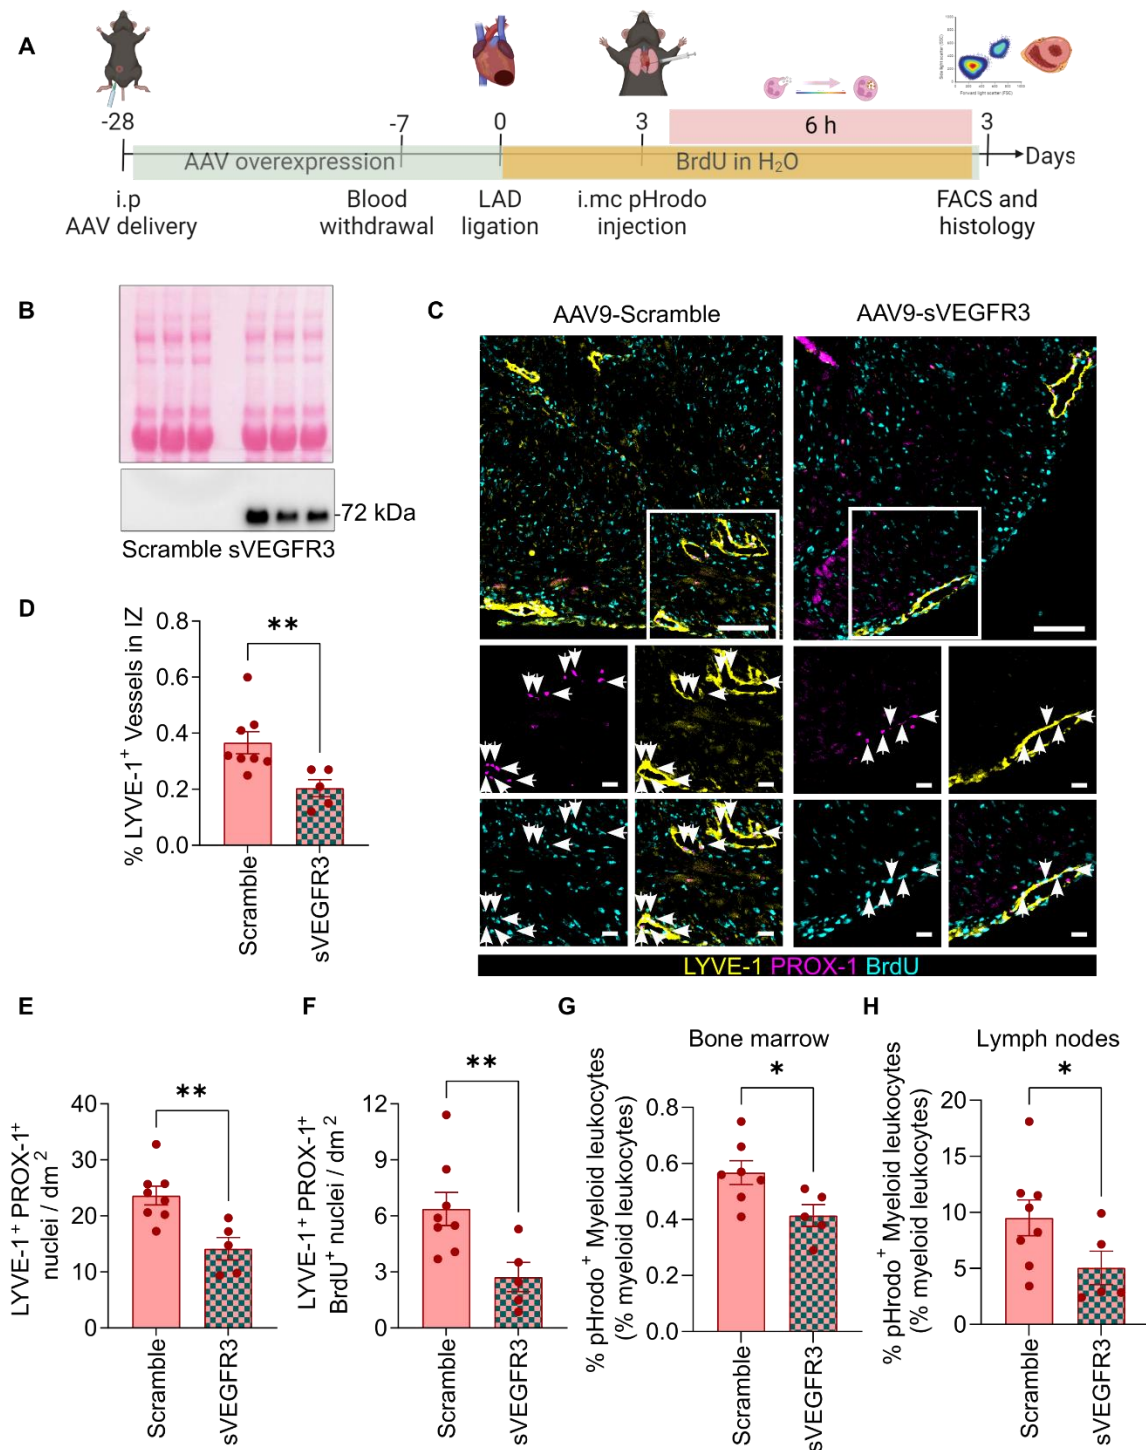 A
-28
-7
0
3
6 h
3
AAV overexpression
BrdU in H2O
Days
i.p
AAV delivery
Blood
withdrawal
LAD
ligation
i.mc pHrodo
injection
FACS and
histology
B
-72 kDa
Scramble sVEGFR3
C
AAV9-Scramble
AAV9-sVEGFR3
LYVE-1 PROX-1 BrdU
D
% LYVE-1+ Vessels in IZ
0.8
0.6
0.4
0.2
0.0
**
Scramble
sVEGFR3
E
LYVE-1+ PROX-1+
nuclei / dm2
40
30
20
10
0
**
Scramble
sVEGFR3
F
LYVE-1+ PROX-1+
BrdU+ nuclei / dm2
12
9
6
3
0
**
Scramble
sVEGFR3
G
Bone marrow
% pHrodo+ Myeloid leukocytes
(% myeloid leukocytes)
0.8
0.6
0.4
0.2
0.0
*
Scramble
sVEGFR3
H
Lymph nodes
% pHrodo+ Myeloid leukocytes
(% myeloid leukocytes)
20
15
10
5
0
*
Scramble
sVEGFR3